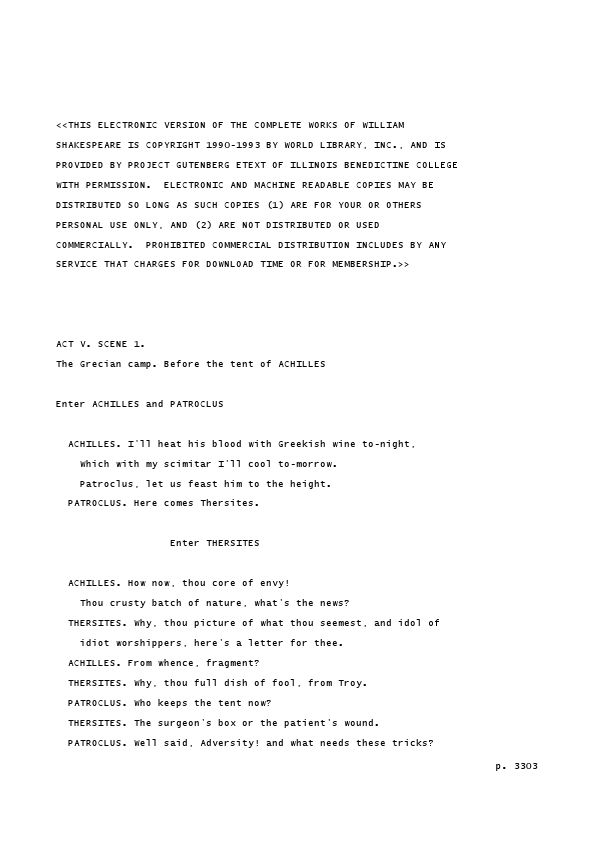 <<THIS ELECTRONIC VERSION OF THE COMPLETE WORKS OF WILLIAM
SHAKESPEARE IS COPYRIGHT 1990-1993 BY WORLD LIBRARY, INC., AND IS
PROVIDED BY PROJECT GUTENBERG ETEXT OF ILLINOIS BENEDICTINE COLLEGE
WITH PERMISSION.  ELECTRONIC AND MACHINE READABLE COPIES MAY BE
DISTRIBUTED SO LONG AS SUCH COPIES (1) ARE FOR YOUR OR OTHERS
PERSONAL USE ONLY, AND (2) ARE NOT DISTRIBUTED OR USED
COMMERCIALLY.  PROHIBITED COMMERCIAL DISTRIBUTION INCLUDES BY ANY
SERVICE THAT CHARGES FOR DOWNLOAD TIME OR FOR MEMBERSHIP.>>
ACT V. SCENE 1.
The Grecian camp. Before the tent of ACHILLES
Enter ACHILLES and PATROCLUS
ACHILLES. I'll heat his blood with Greekish wine to-night,
Which with my scimitar I'll cool to-morrow.
Patroclus, let us feast him to the height.
PATROCLUS. Here comes Thersites.
Enter THERSITES
ACHILLES. How now, thou core of envy!
Thou crusty batch of nature, what's the news?
THERSITES. Why, thou picture of what thou seemest, and idol of
idiot worshippers, here's a letter for thee.
ACHILLES. From whence, fragment?
THERSITES. Why, thou full dish of fool, from Troy.
PATROCLUS. Who keeps the tent now?
THERSITES. The surgeon's box or the patient's wound.
PATROCLUS. Well said, Adversity! and what needs these tricks?
p. 3303